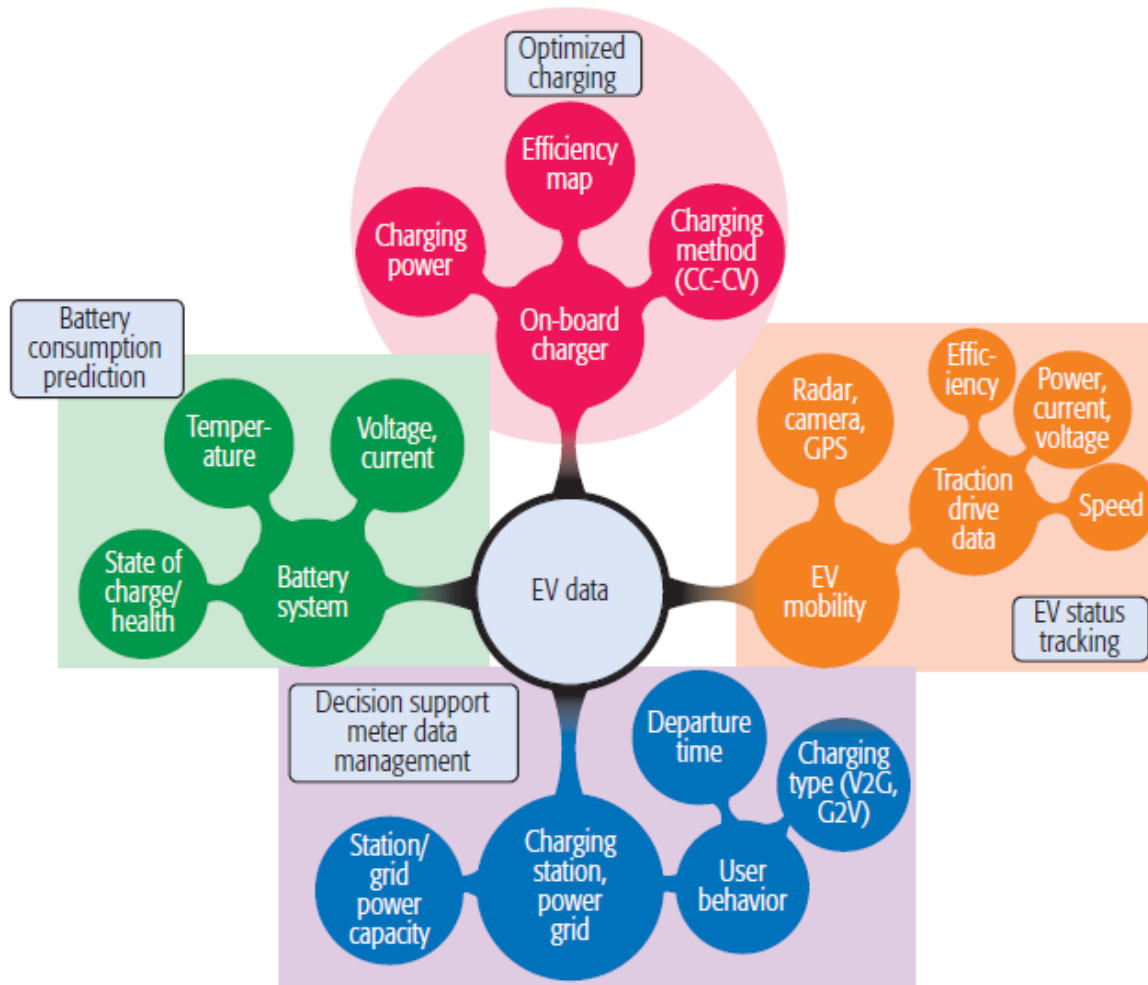 Optimized
charging
Efficiency
map
Charging
power
Charging
method
(CC-CV)
On-board
charger
Battery
consumption
prediction
Temper-
ature
Voltage,
current
State of
charge/
health
Battery
system
EV data
Radar,
camera,
GPS
Effic-
iency
Power,
current,
voltage
Traction
drive
data
Speed
EV
mobility
EV status
tracking
Decision support
meter data
management
Departure
time
Charging
type (V2G,
G2V)
Station/
grid
power
capacity
Charging
station,
power
grid
User
behavior